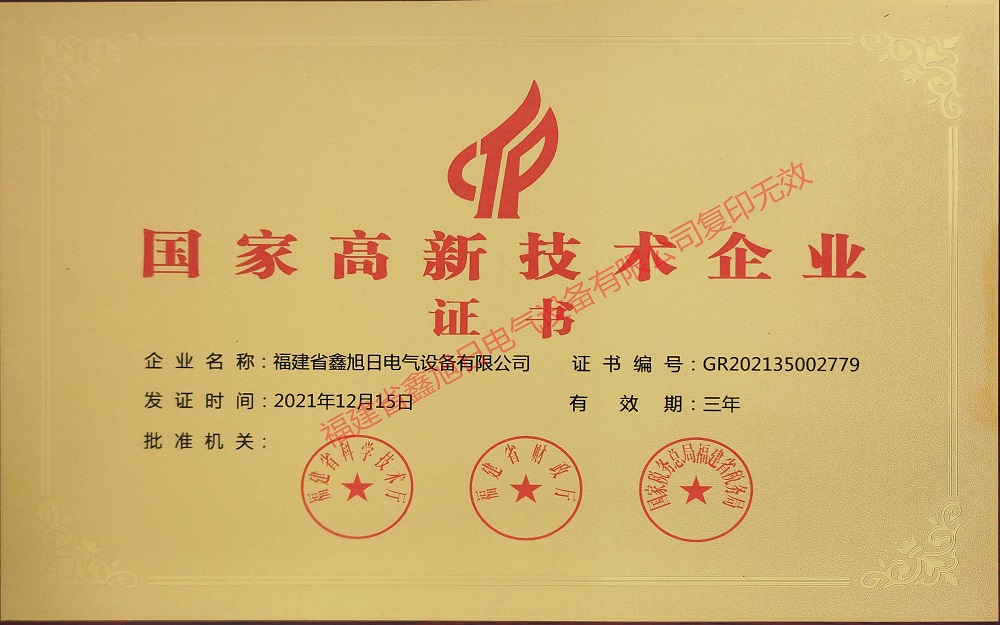 国家高新技术企业
证书
企业名称：福建省鑫旭日电气设备有限公司 证书编号：GR202135002779
发证时间：2021年12月15日 有效期：三年
批准机关：
福建省科学技术厅 福建省财政厅 国家税务总局福建省税务局
福建省鑫旭日电气设备有限公司复印无效